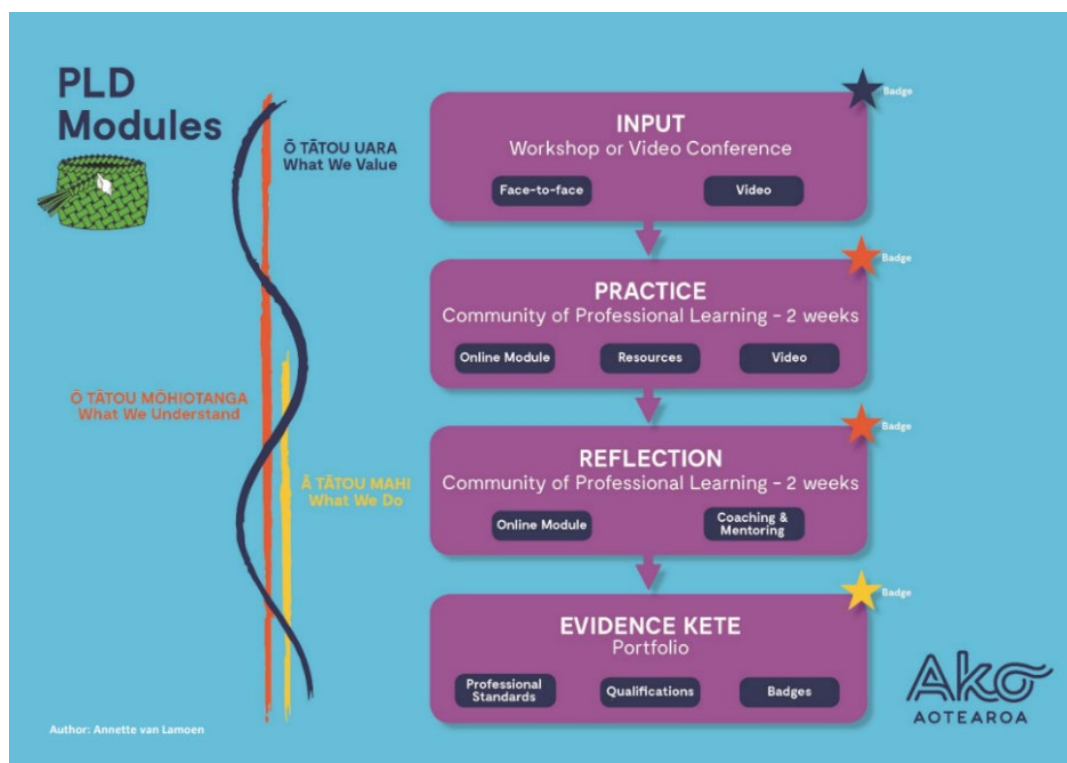 PLD
Modules
Ō TĀTOU UARA
What We Value
Ō TĀTOU MŌHIOTANGA
What We Understand
Ā TĀTOU MAHI
What We Do
Badge
INPUT
Workshop or Video Conference
Face-to-face
Video
Badge
PRACTICE
Community of Professional Learning - 2 weeks
Online Module
Resources
Video
Badge
REFLECTION
Community of Professional Learning - 2 weeks
Online Module
Coaching &
Mentoring
Badge
EVIDENCE KETE
Portfolio
Professional
Standards
Qualifications
Badges
Author: Annette van Lamoen
Ako
AOTEAROA